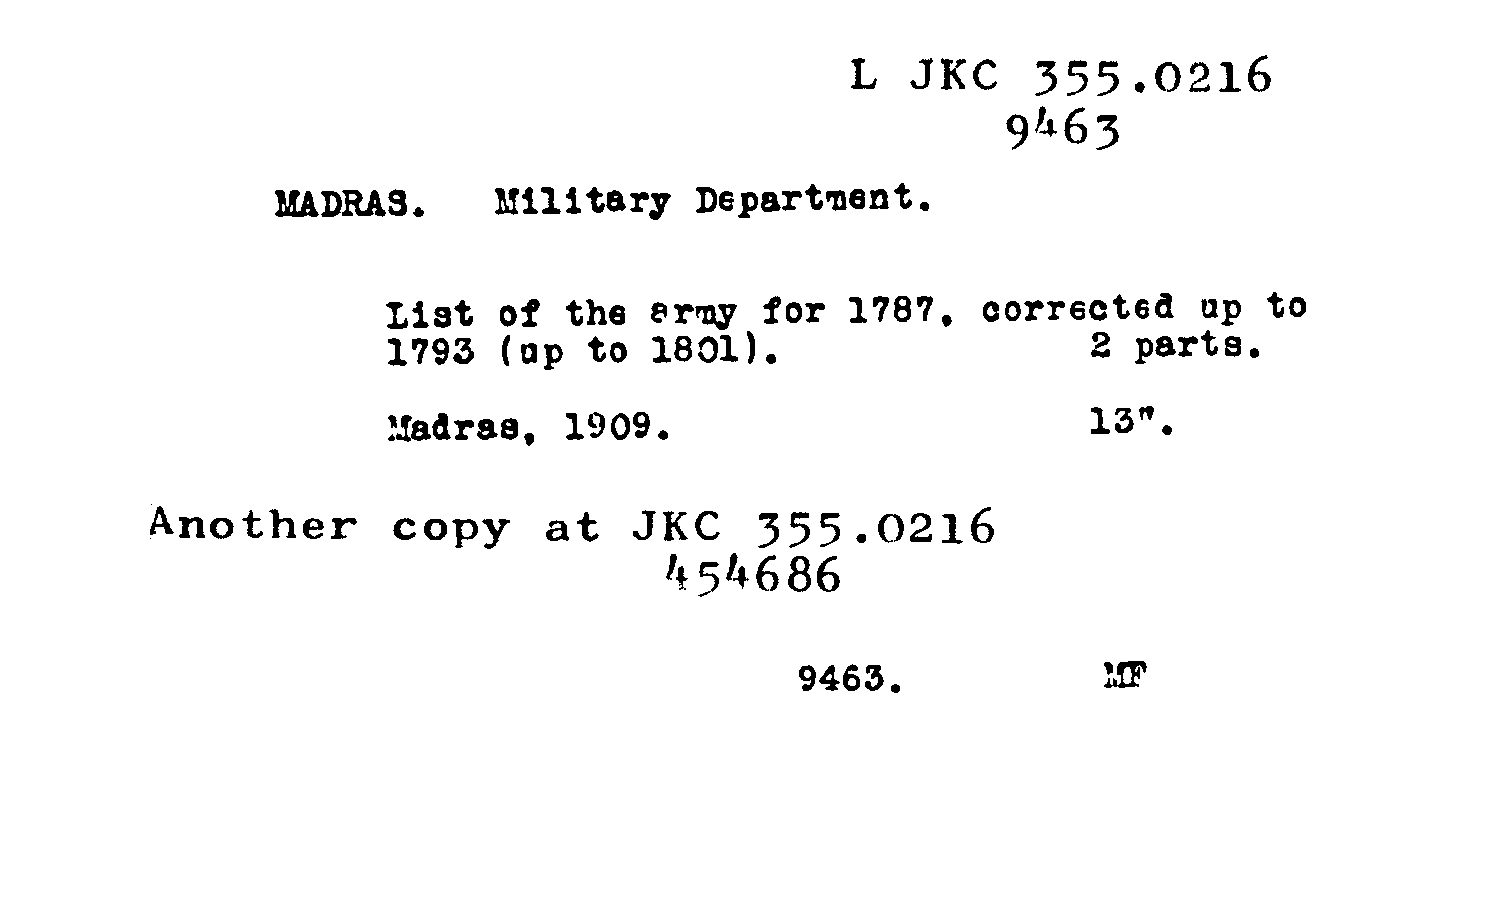 L JKC 355.0216
9463
MADRAS. Military Department.
List of the army for 1787, corrected up to
1793 (up to 1801). 2 parts.
Madras, 1909. 13".
Another copy at JKC 355.0216
454686
9463. MF